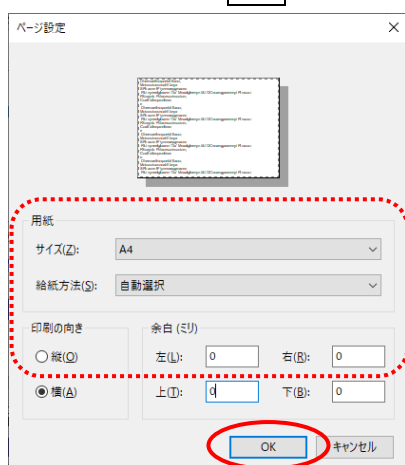 ページ設定
用紙
サイズ(Z): A4
給紙方法(S): 自動選択
印刷の向き 余白 (ミリ)
縦(O) 左(L): 0 右(R): 0
横(A) 上(T): 0 下(B): 0
OK キャンセル